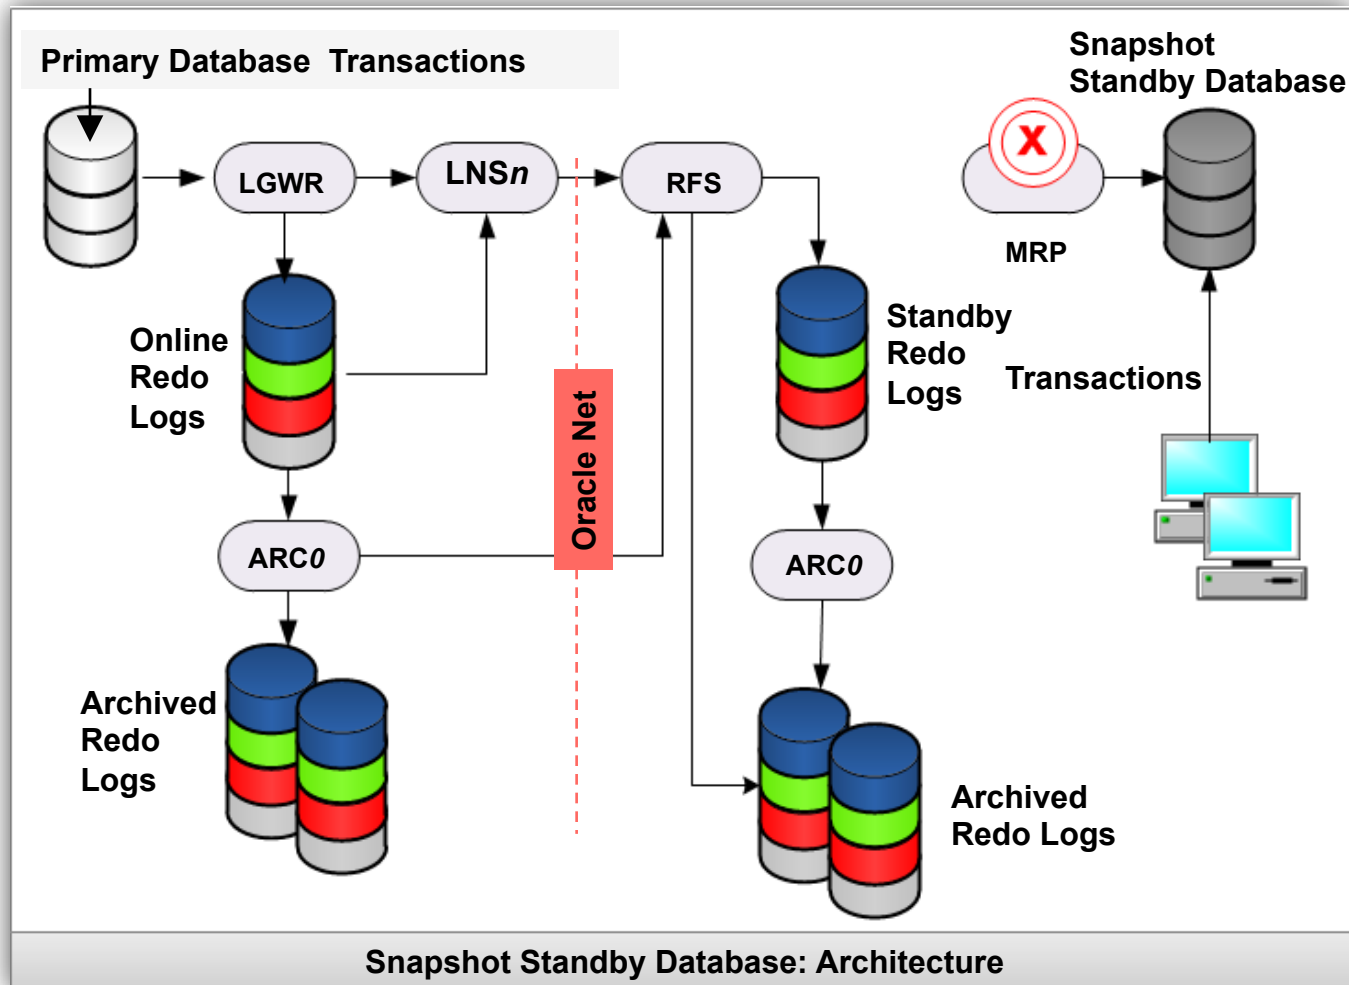 Primary Database Transactions
Snapshot
Standby Database
X
LGWR
LNSn
RFS
MRP
Online
Redo
Logs
Standby
Redo
Logs
Transactions
Oracle Net
ARC0
ARC0
Archived
Redo
Logs
Archived
Redo Logs
Snapshot Standby Database: Architecture